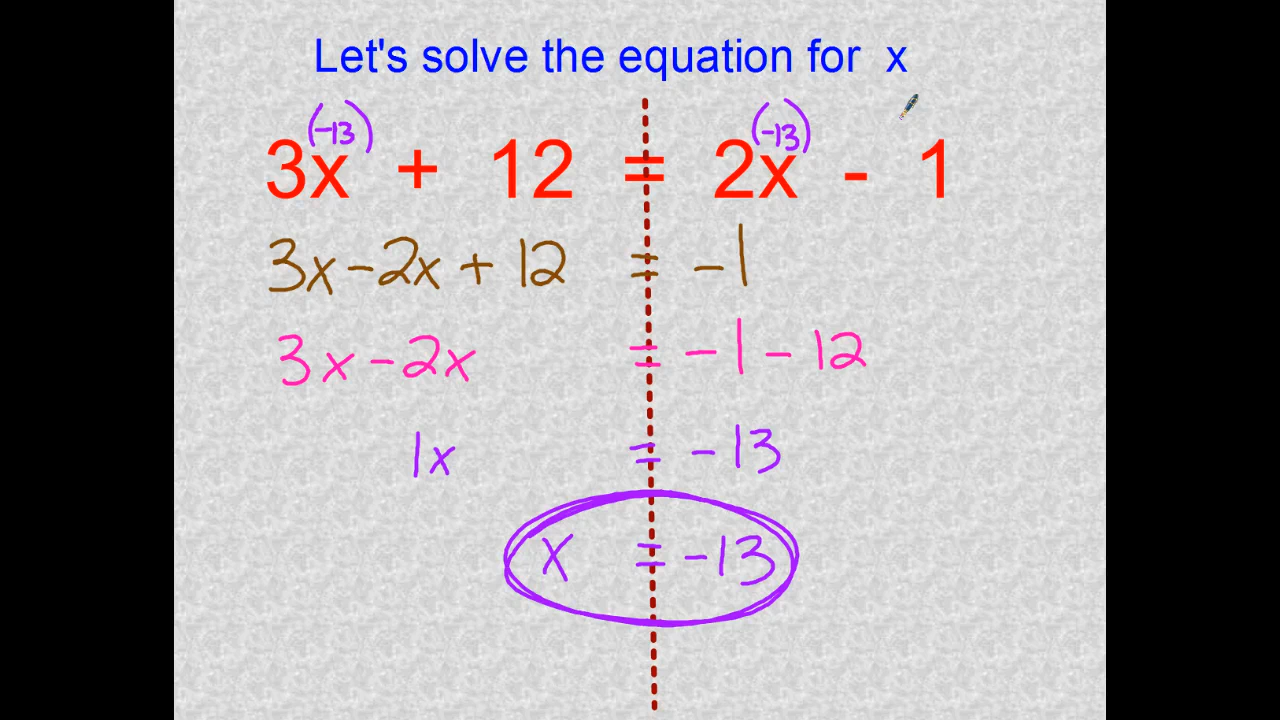 Let's solve the equation for x
(-13) (-13)
3x + 12 = 2x - 1
3x - 2x + 12 = -1
3x - 2x = -1 - 12
1x = -13
x = -13